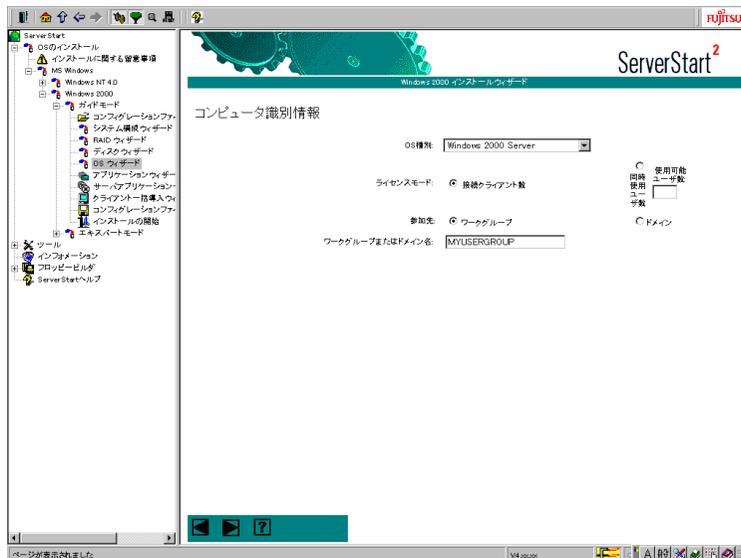 FUJITSU
ServerStart
OSのインストール
インストールに関する留意事項
MS Windows
Windows NT 4.0
Windows 2000
ガイドモード
コンフィグレーションファ
システム構成ウィザード
RAID ウィザード
ディスクウィザード
OS ウィザード
アプリケーションウィザー
サーバアプリケーション
クライアント一括導入ウィ
コンフィグレーションファ
インストールの開始
エキスパートモード
ツール
インフォメーション
フロッピービルダ
ServerStartヘルプ
ServerStart2
Windows 2000 インストールウィザード
コンピュータ識別情報
OS種別: Windows 2000 Server
ライセンスモード: 接続クライアント数
同時使用ユーザ数
使用可能ユーザ数
参加先: ワークグループ ドメイン
ワークグループまたはドメイン名: MYUSERGROUP
ページが表示されました